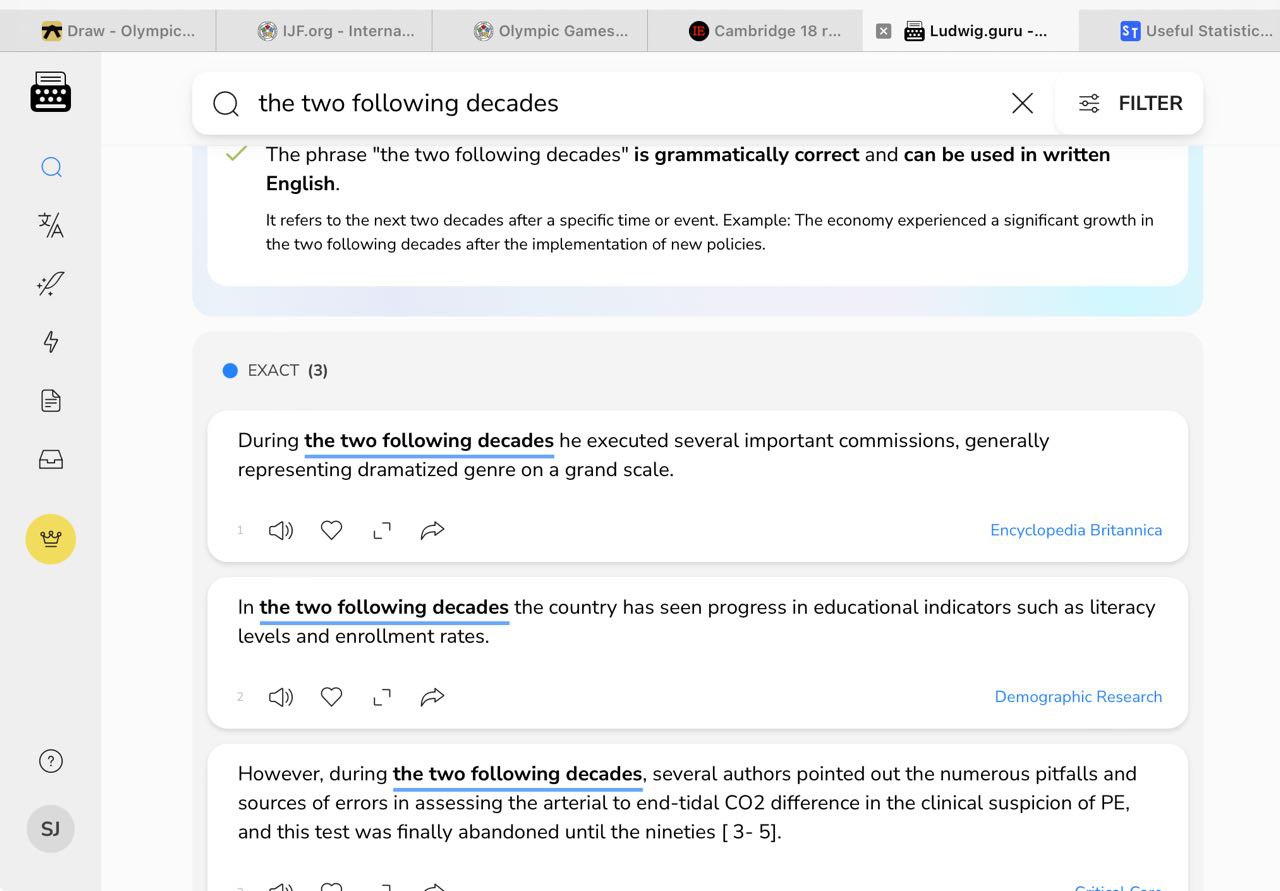 Draw - Olympic...
IJF.org - Interna...
Olympic Games...
IE
Cambridge 18 r...
Ludwig.guru -...
ST
Useful Statistic...
the two following decades
FILTER
The phrase "the two following decades" is grammatically correct and can be used in written
English.
It refers to the next two decades after a specific time or event. Example: The economy experienced a significant growth in
the two following decades after the implementation of new policies.
EXACT (3)
During the two following decades he executed several important commissions, generally
representing dramatized genre on a grand scale.
1
Encyclopedia Britannica
In the two following decades the country has seen progress in educational indicators such as literacy
levels and enrollment rates.
2
Demographic Research
However, during the two following decades, several authors pointed out the numerous pitfalls and
sources of errors in assessing the arterial to end-tidal CO2 difference in the clinical suspicion of PE,
and this test was finally abandoned until the nineties [ 3- 5].
3
Critical Care
?
SJ